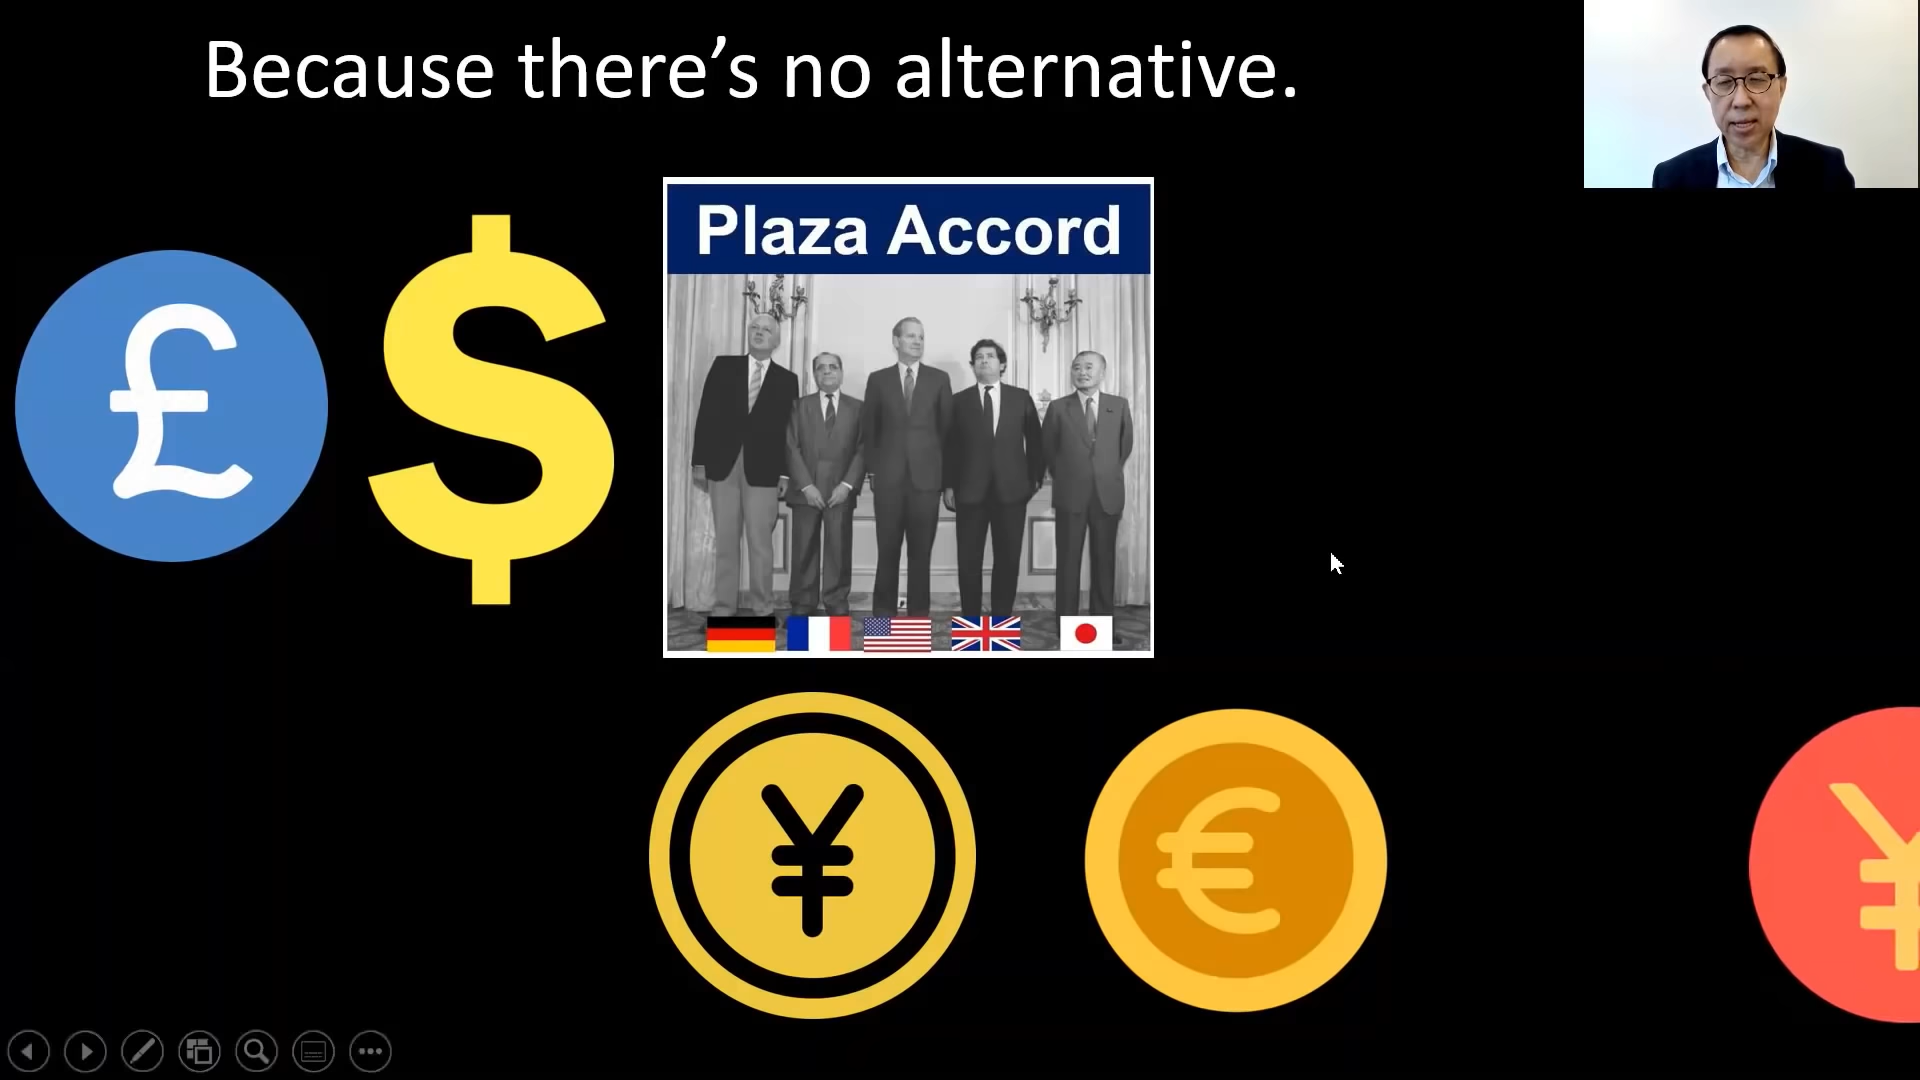 Because there’s no alternative.
Plaza Accord
£
$
¥
€
¥